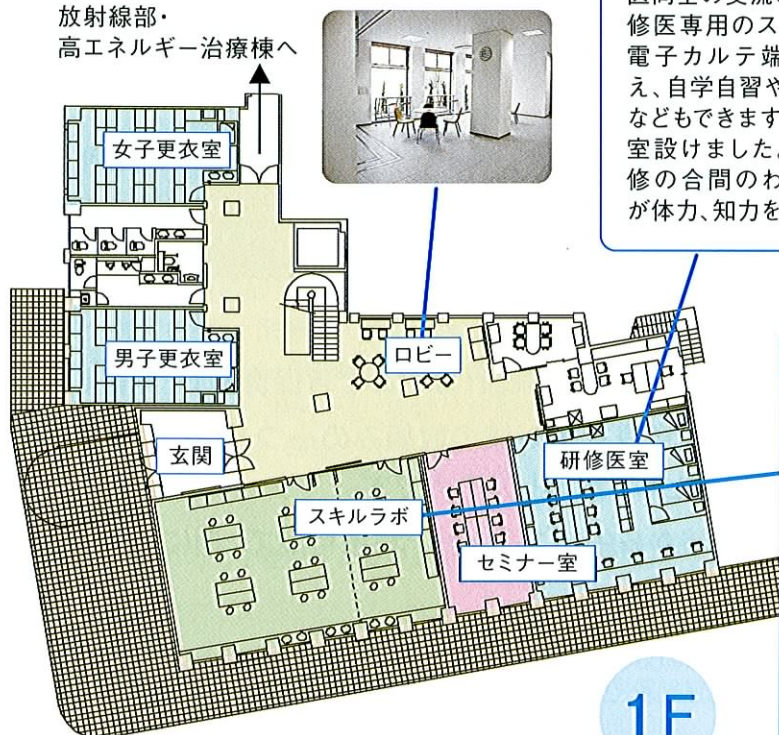 放射線部・
高エネルギー治療棟へ
修医専用のス
電子カルテ端
え、自学自習や
などもできます
室設けました。
修の合間のわ
が体力、知力を
女子更衣室
男子更衣室
ロビー
玄関
研修医室
スキルラボ
セミナー室
1F